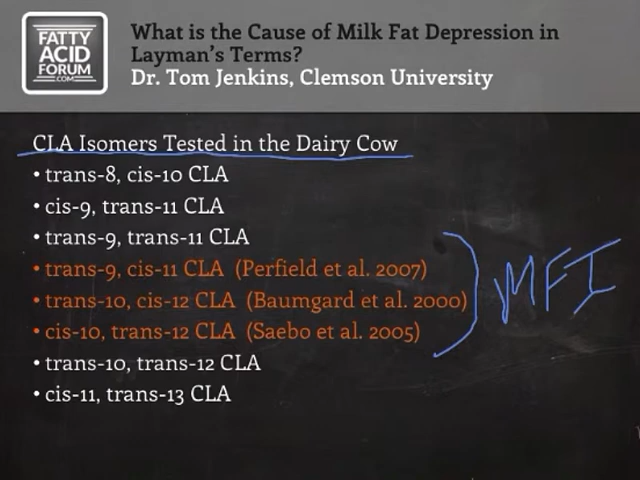 FATTY
ACID
FORUM
.COM
What is the Cause of Milk Fat Depression in
Layman's Terms?
Dr. Tom Jenkins, Clemson University
CLA Isomers Tested in the Dairy Cow
• trans-8, cis-10 CLA
• cis-9, trans-11 CLA
• trans-9, trans-11 CLA
• trans-9, cis-11 CLA (Perfield et al. 2007)
• trans-10, cis-12 CLA (Baumgard et al. 2000)
• cis-10, trans-12 CLA (Saebo et al. 2005)
• trans-10, trans-12 CLA
• cis-11, trans-13 CLA
MFI